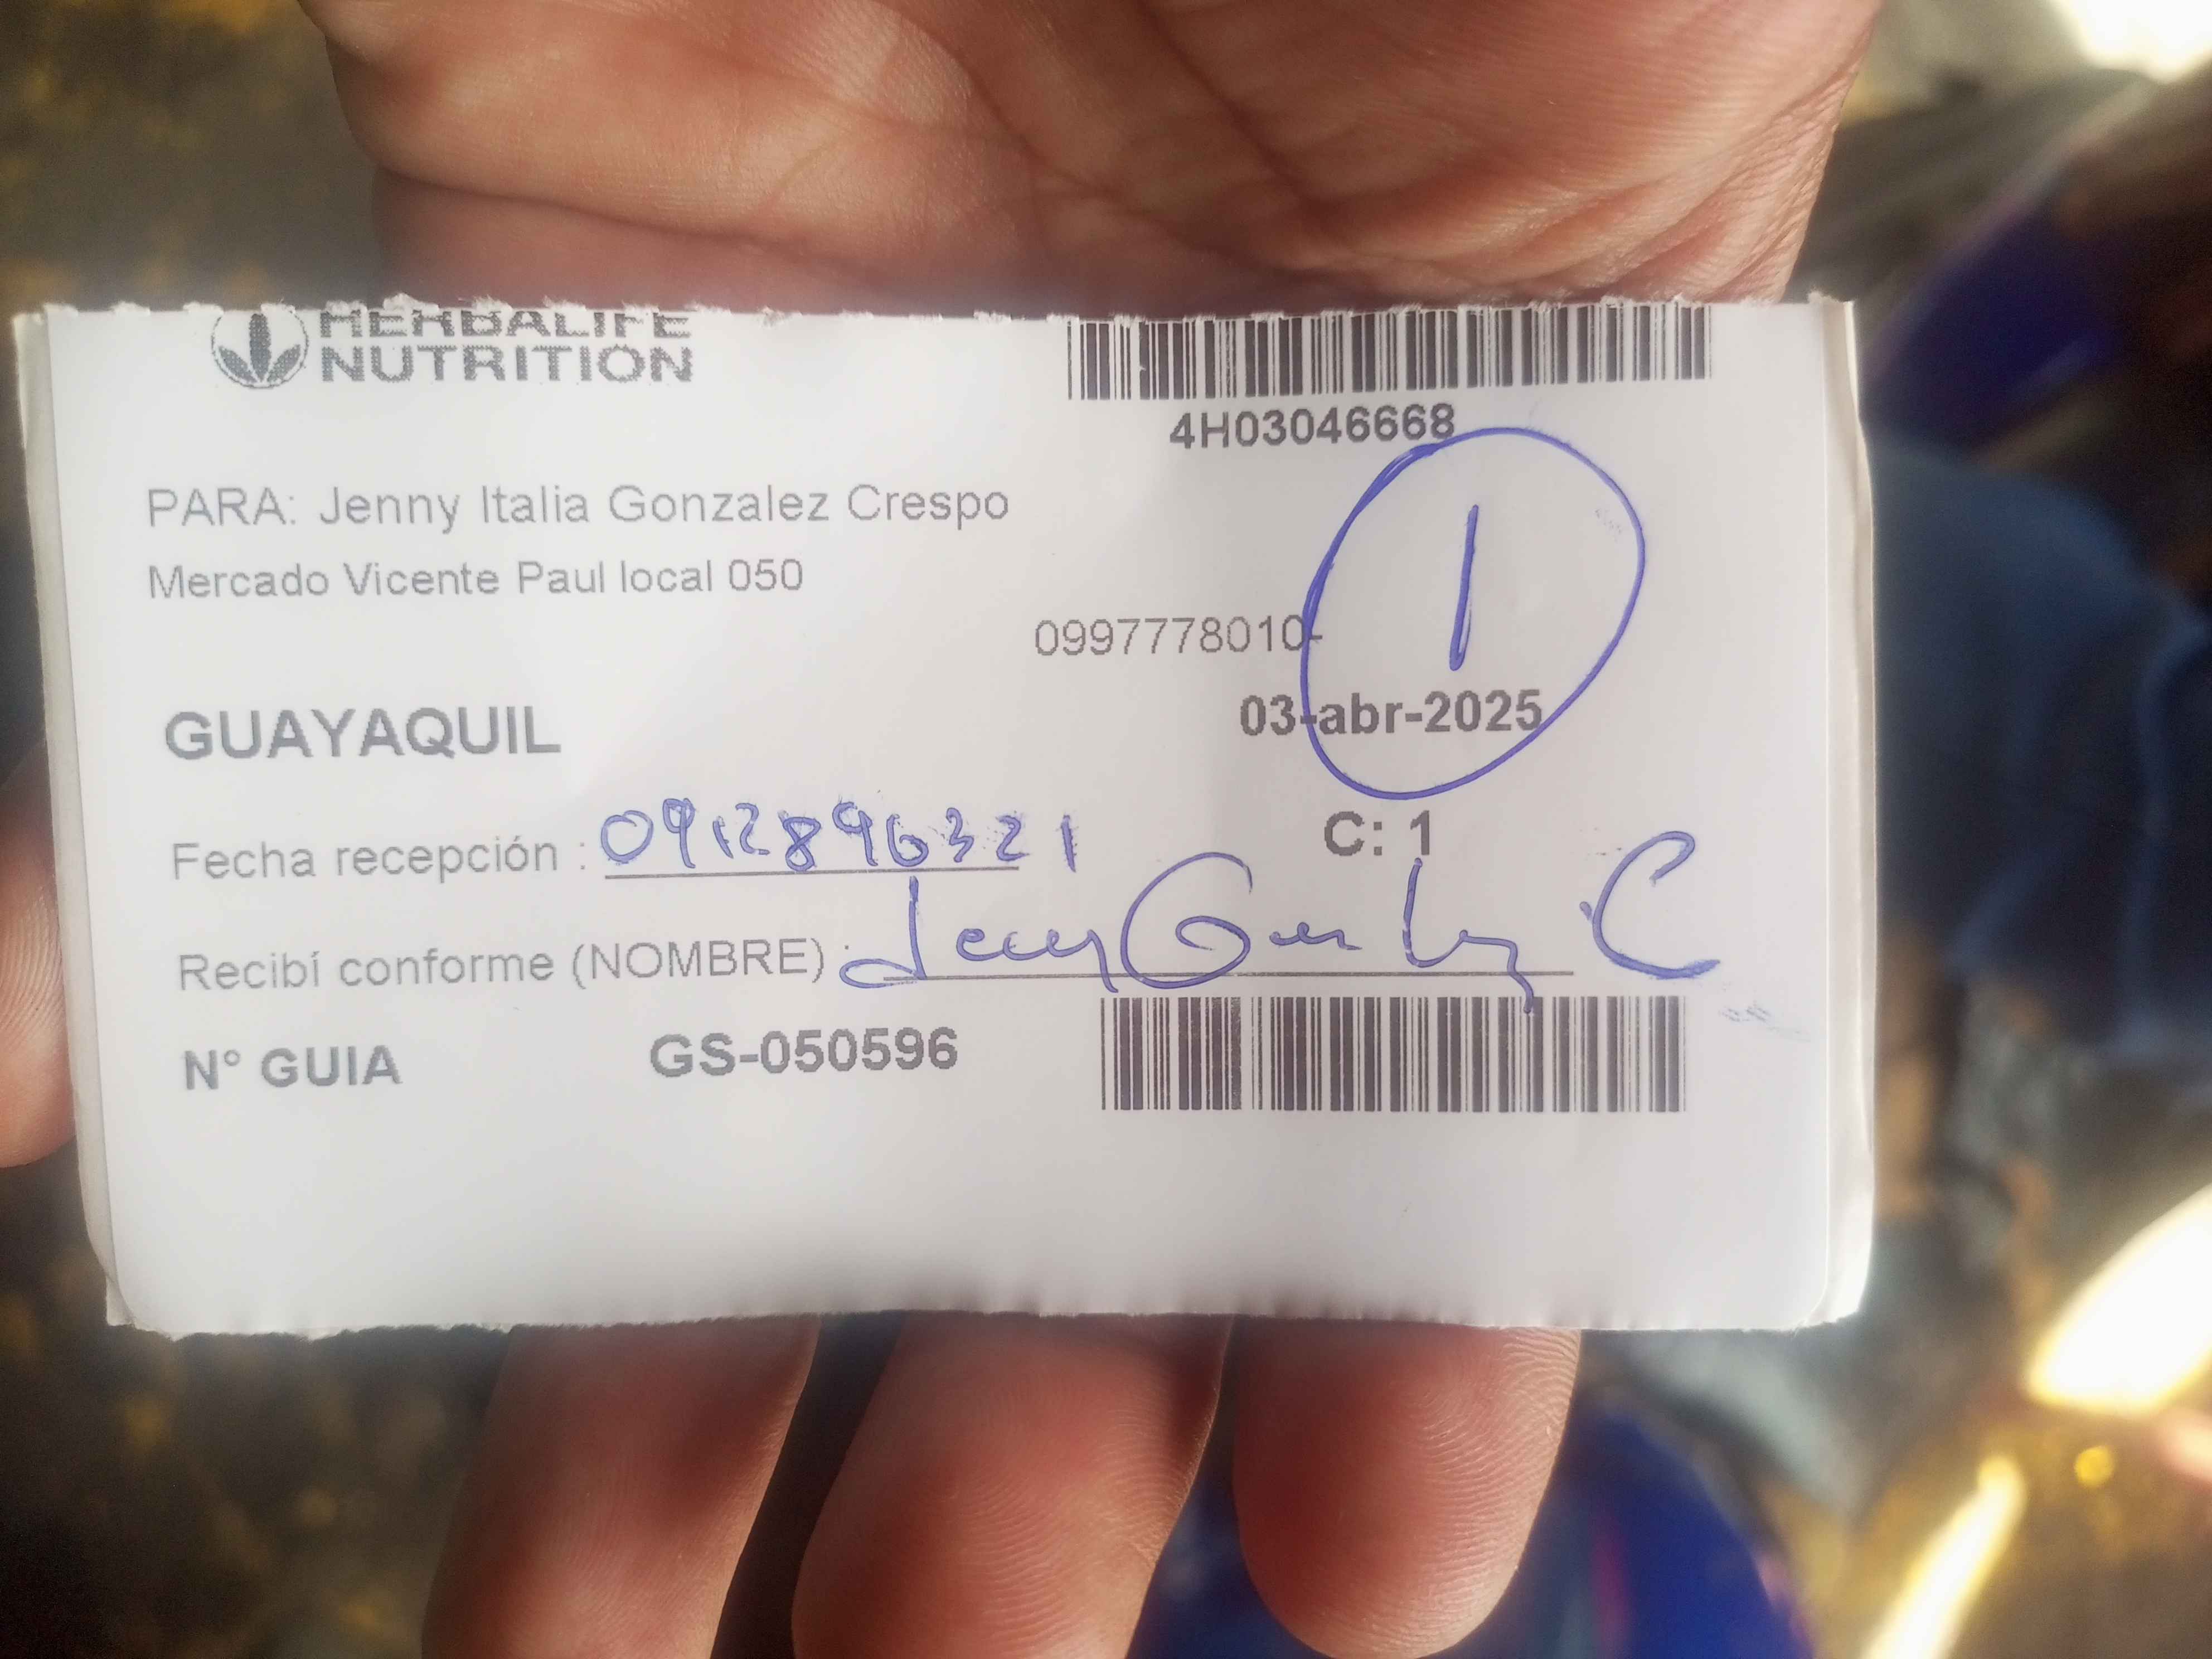 HERBALIFE
NUTRITION
4H03046668
PARA: Jenny Italia Gonzalez Crespo
Mercado Vicente Paul local 050
0997778010-
1
GUAYAQUIL
03-abr-2025
Fecha recepción : 0912896321
C: 1
Recibí conforme (NOMBRE) :
N° GUIA GS-050596